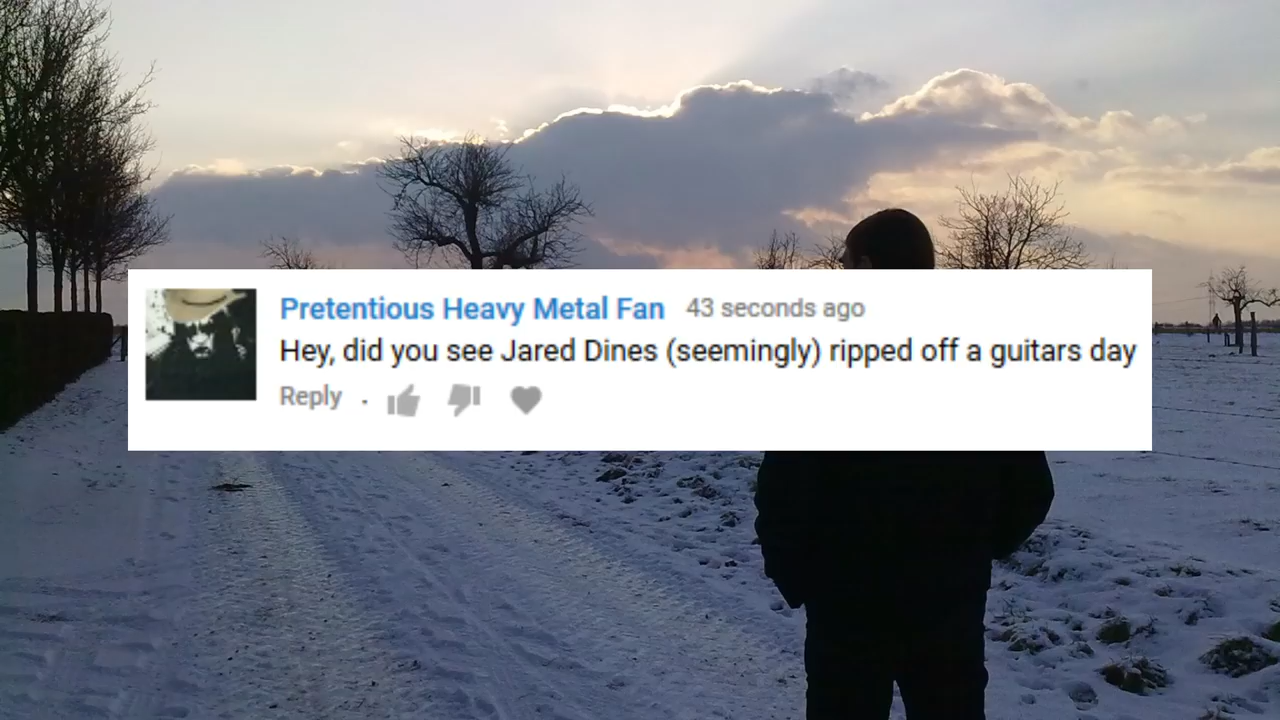 Pretentious Heavy Metal Fan 43 seconds ago
Hey, did you see Jared Dines (seemingly) ripped off a guitars day
Reply .